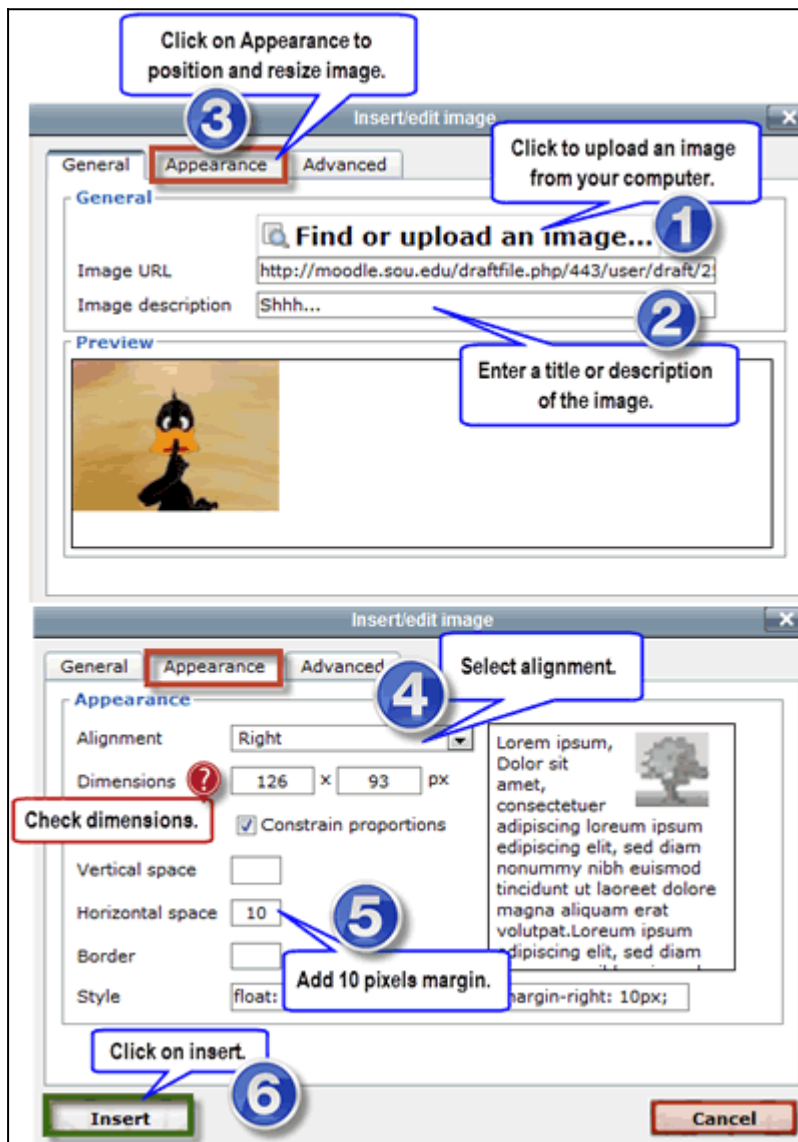 Click on Appearance to
position and resize image.
3
Insert/edit image
Click to upload an image
from your computer.
General Appearance Advanced
General
1
Find or upload an image...
Image URL http://moodle.sou.edu/draftfile.php/443/user/draft/2
Image description Shhh...
2
Preview
Enter a title or description
of the image.
Insert/edit image
General Appearance Advanced
4
Select alignment.
Appearance
Alignment Right
Dimensions ? 126 x 93 px
Check dimensions.
Constrain proportions
Vertical space
Horizontal space 10
5
Add 10 pixels margin.
Border
Style float: margin-right: 10px;
Lorem ipsum,
Dolor sit
amet,
consectetuer
adipiscing loreum ipsum
edipiscing elit, sed diam
nonummy nibh euismod
tincidunt ut laoreet dolore
magna aliquam erat
volutpat.Loreum ipsum
adipiscing elit, sed diam
Click on insert.
6
Insert
Cancel